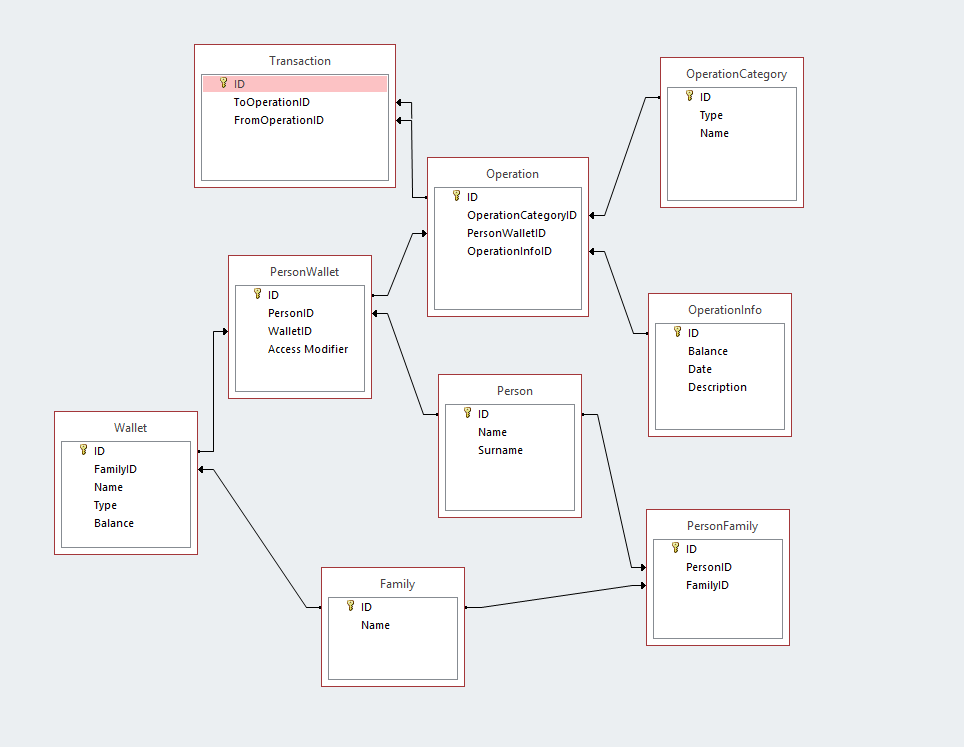 Transaction
ID
ToOperationID
FromOperationID
OperationCategory
ID
Type
Name
Operation
ID
OperationCategoryID
PersonWalletID
OperationInfoID
PersonWallet
ID
PersonID
WalletID
Access Modifier
OperationInfo
ID
Balance
Date
Description
Person
ID
Name
Surname
Wallet
ID
FamilyID
Name
Type
Balance
PersonFamily
ID
PersonID
FamilyID
Family
ID
Name